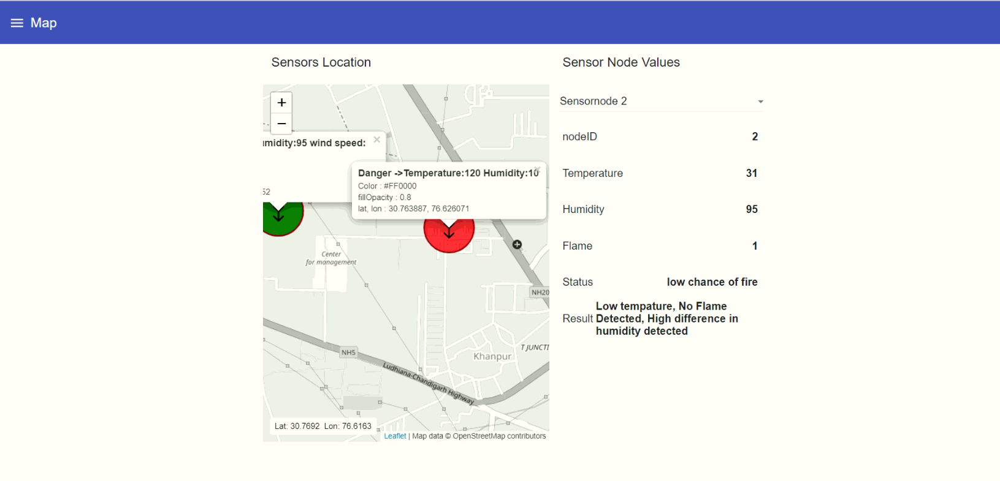 Map
Sensors Location
+
−
umidity:95 wind speed:
×
52
Danger ->Temperature:120 Humidity:10
×
Color : #FF0000
fillOpacity : 0.8
lat, lon : 30.763887, 76.626071
Center
for management
NH20
NH5
Ludhiana-Chandigarh Highway
Khanpur
T JUNCTI
Lat: 30.7692 Lon: 76.6163
Leaflet | Map data © OpenStreetMap contributors
Sensor Node Values
Sensornode 2
nodeID 2
Temperature 31
Humidity 95
Flame 1
Status low chance of fire
Low tempature, No Flame
Result Detected, High difference in
humidity detected